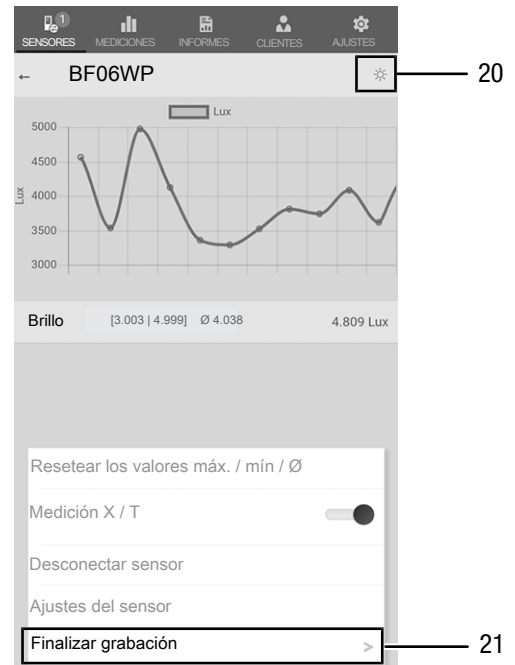 1
SENSORES MEDICIONES INFORMES CLIENTES AJUSTES
← BF06WP
20
Lux
5000
4500
4000
3500
3000
Lux
Brillo [3.003 | 4.999] Ø 4.038 4.809 Lux
Resetear los valores máx. / mín / Ø
Medición X / T
Desconectar sensor
Ajustes del sensor
Finalizar grabación >
21